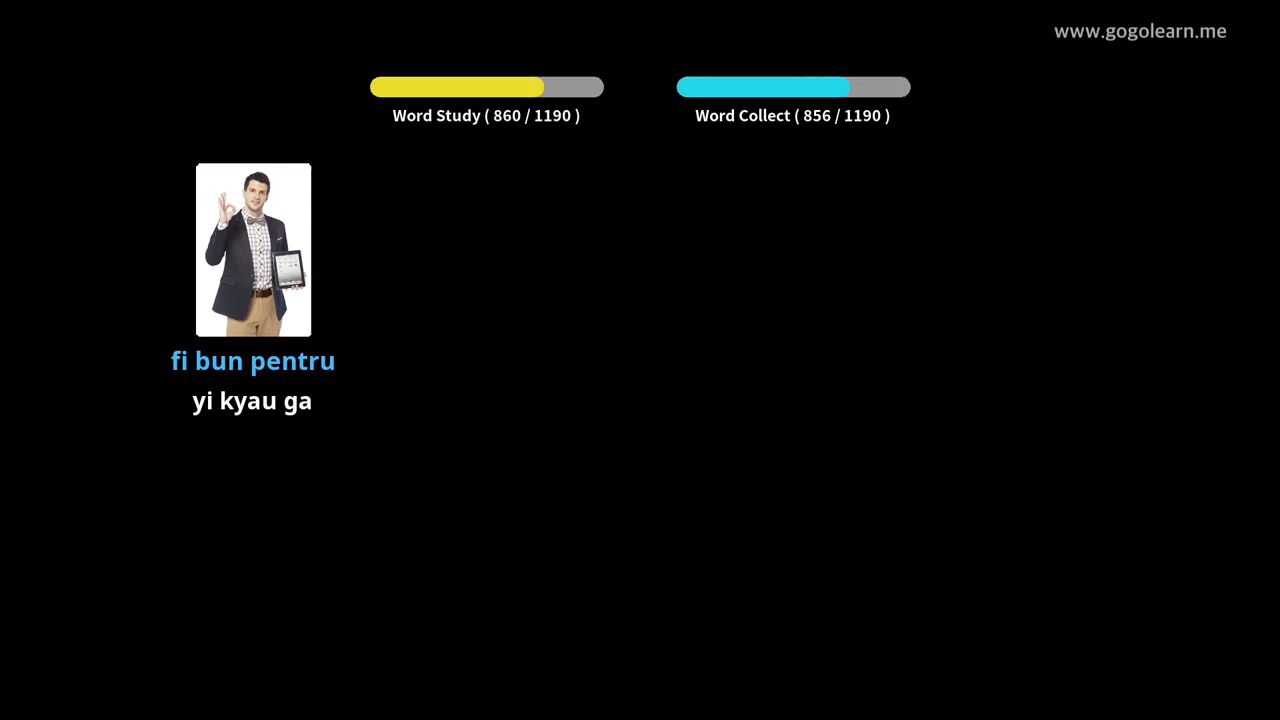 www.gogolearn.me
Word Study ( 860 / 1190 )
Word Collect ( 856 / 1190 )
fi bun pentru
yi kyau ga